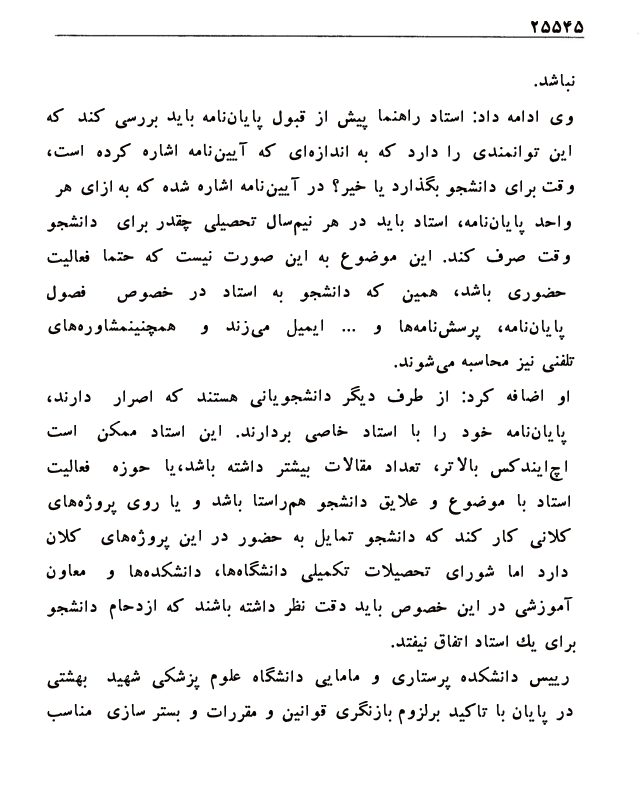 ۲۵۵۴۵
نباشد.
وی ادامه داد: استاد راهنما پیش از قبول پایان‌نامه باید بررسی کند که
این توانمندی را دارد که به اندازه‌ای که آیین‌نامه اشاره کرده است،
وقت برای دانشجو بگذارد یا خیر؟ در آیین‌نامه اشاره شده که به ازای هر
واحد پایان‌نامه، استاد باید در هر نیم‌سال تحصیلی چقدر برای دانشجو
وقت صرف کند. این موضوع به این صورت نیست که حتما فعالیت
حضوری باشد، همین که دانشجو به استاد در خصوص فصول
پایان‌نامه، پرسش‌نامه‌ها و ... ایمیل می‌زند و همچنینمشاوره‌های
تلفنی نیز محاسبه می‌شوند.
او اضافه کرد: از طرف دیگر دانشجویانی هستند که اصرار دارند،
پایان‌نامه خود را با استاد خاصی بردارند. این استاد ممکن است
اچ‌ایندکس بالاتر، تعداد مقالات بیشتر داشته باشد،یا حوزه فعالیت
استاد با موضوع و علایق دانشجو هم‌راستا باشد و یا روی پروژه‌های
کلانی کار کند که دانشجو تمایل به حضور در این پروژه‌های کلان
دارد اما شورای تحصیلات تکمیلی دانشگاه‌ها، دانشکده‌ها و معاون
آموزشی در این خصوص باید دقت نظر داشته باشند که ازدحام دانشجو
برای یك استاد اتفاق نیفتد.
رییس دانشکده پرستاری و مامایی دانشگاه علوم پزشکی شهید بهشتی
در پایان با تاکید برلزوم بازنگری قوانین و مقررات و بستر سازی مناسب